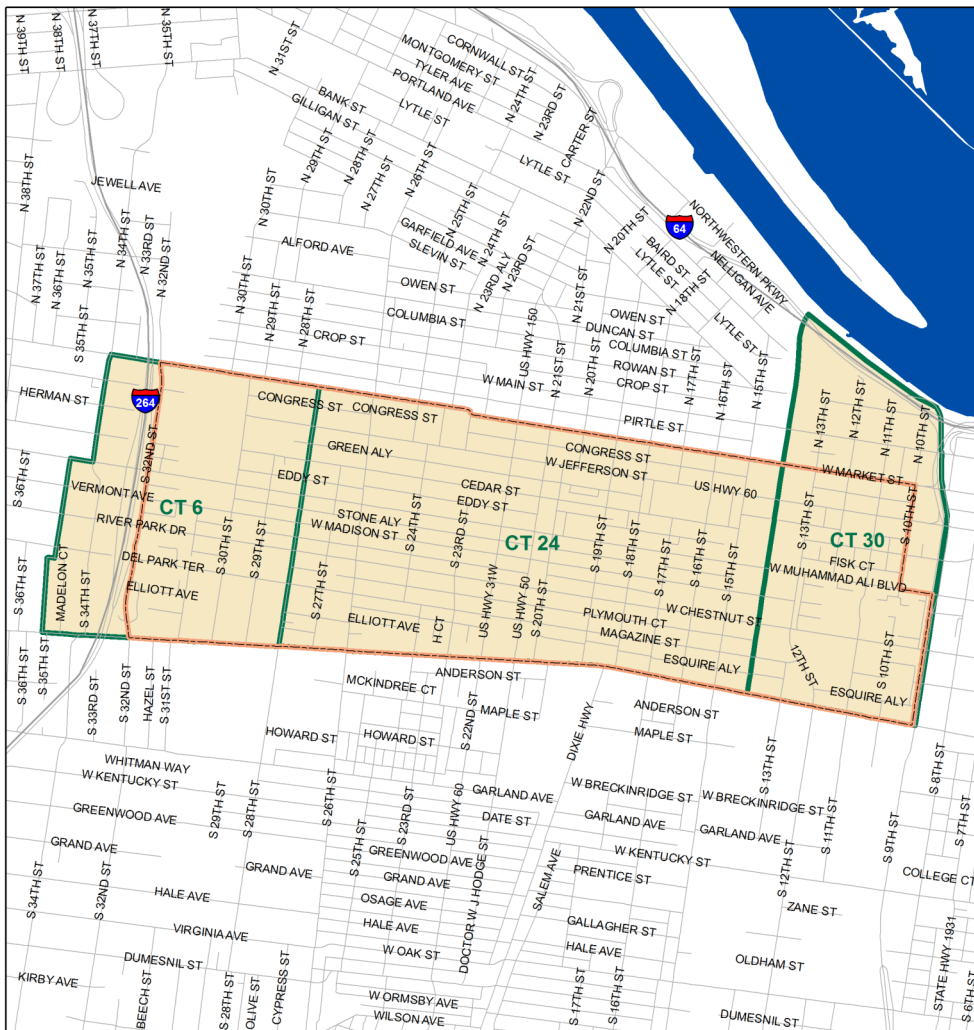 N 39TH ST
N 38TH ST
N 37TH ST
N 35TH ST
N 31ST ST
CORNWALL ST
MONTGOMERY ST
TYLER AVE
PORTLAND AVE
N 24TH ST
N 23RD ST
BANK ST
GILLIGAN ST
LYTLE ST
CARTER ST
N 29TH ST
N 28TH ST
N 27TH ST
N 26TH ST
LYTLE ST
N 38TH ST
JEWELL AVE
N 30TH ST
N 25TH ST
N 22ND ST
NORTHWESTERN PKWY
64
N 37TH ST
N 36TH ST
N 35TH ST
N 34TH ST
N 33RD ST
N 32ND ST
ALFORD AVE
GARFIELD AVE
SLEVIN ST
N 24TH ST
N 23RD ALY
N 23RD ST
N 20TH ST
BAIRD ST
LYTLE ST
N 18TH ST
NELLIGAN AVE
N 30TH ST
N 29TH ST
N 28TH ST
OWEN ST
COLUMBIA ST
N 21ST ST
OWEN ST
DUNCAN ST
COLUMBIA ST
LYTLE ST
S 35TH ST
CROP ST
US HWY 150
W MAIN ST
N 21ST ST
N 20TH ST
ROWAN ST
CROP ST
N 17TH ST
N 16TH ST
N 15TH ST
HERMAN ST
264
CONGRESS ST
CONGRESS ST
PIRTLE ST
N 13TH ST
N 12TH ST
N 11TH ST
N 10TH ST
S 32ND ST
GREEN ALY
CONGRESS ST
W JEFFERSON ST
W MARKET ST
S 36TH ST
VERMONT AVE
EDDY ST
CEDAR ST
EDDY ST
US HWY 60
CT 6
RIVER PARK DR
STONE ALY
W MADISON ST
S 24TH ST
S 23RD ST
CT 24
S 19TH ST
S 18TH ST
S 17TH ST
S 16TH ST
S 15TH ST
S 13TH ST
CT 30
S 10TH ST
S 36TH ST
MADELON CT
S 34TH ST
DEL PARK TER
S 30TH ST
S 29TH ST
FISK CT
W MUHAMMAD ALI BLVD
ELLIOTT AVE
S 27TH ST
ELLIOTT AVE
H CT
US HWY 31W
US HWY 50
S 20TH ST
PLYMOUTH CT
W CHESTNUT ST
MAGAZINE ST
S 36TH ST
S 35TH ST
ANDERSON ST
ESQUIRE ALY
12TH ST
S 10TH ST
ESQUIRE ALY
S 33RD ST
S 32ND ST
HAZEL ST
S 31ST ST
MCKINDREE CT
MAPLE ST
ANDERSON ST
HOWARD ST
HOWARD ST
S 22ND ST
DIXIE HWY
MAPLE ST
S 13TH ST
S 8TH ST
WHITMAN WAY
W KENTUCKY ST
S 29TH ST
S 28TH ST
S 26TH ST
S 23RD ST
US HWY 60
GARLAND AVE
W BRECKINRIDGE ST
W BRECKINRIDGE ST
GREENWOOD AVE
DATE ST
GARLAND AVE
GARLAND AVE
S 11TH ST
S 9TH ST
S 7TH ST
GRAND AVE
GRAND AVE
S 25TH ST
GREENWOOD AVE
GRAND AVE
DOCTOR W J HODGE ST
SALEM AVE
W KENTUCKY ST
PRENTICE ST
S 12TH ST
COLLEGE CT
S 34TH ST
S 32ND ST
HALE AVE
OSAGE AVE
HALE AVE
GALLAGHER ST
ZANE ST
VIRGINIA AVE
W OAK ST
HALE AVE
STATE HWY 1931
KIRBY AVE
DUMESNIL ST
OLDHAM ST
BEECH ST
S 28TH ST
OLIVE ST
CYPRESS ST
W ORMSBY AVE
WILSON AVE
S 17TH ST
S 16TH ST
DUMESNIL ST
S 6TH ST